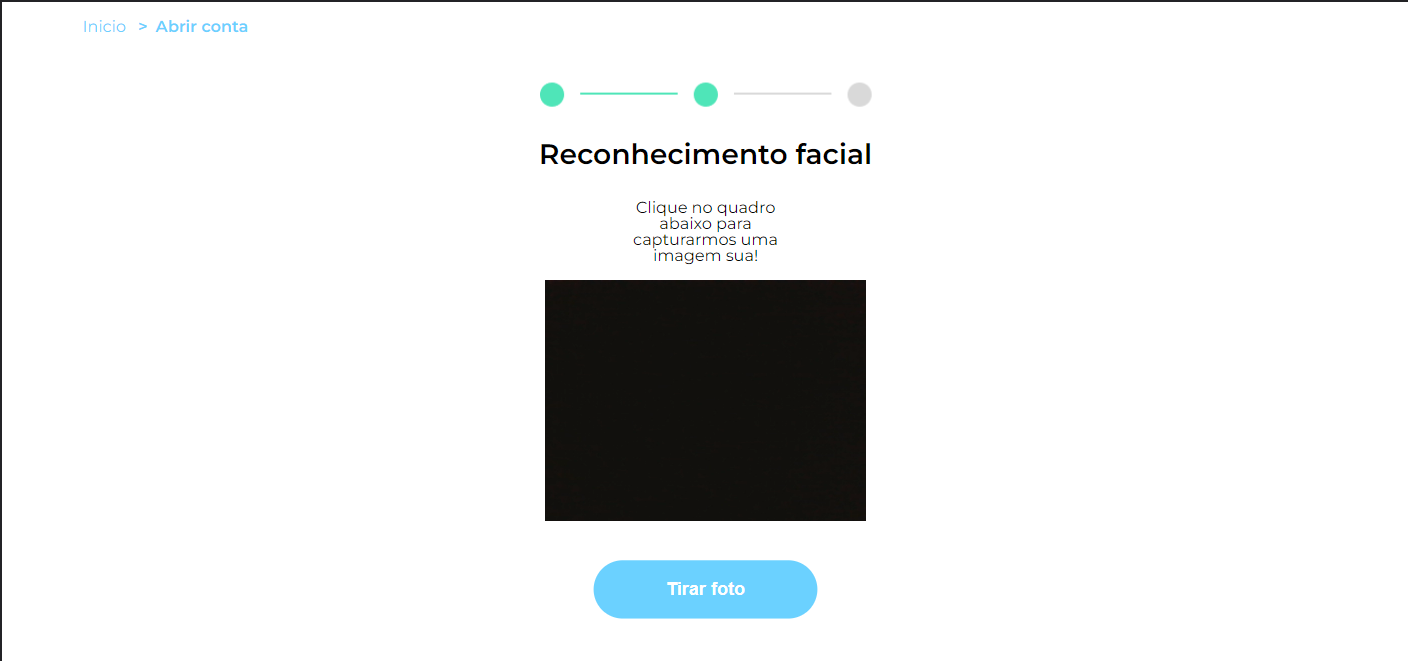 Inicio > Abrir conta
Reconhecimento facial
Clique no quadro
abaixo para
capturarmos uma
imagem sua!
Tirar foto